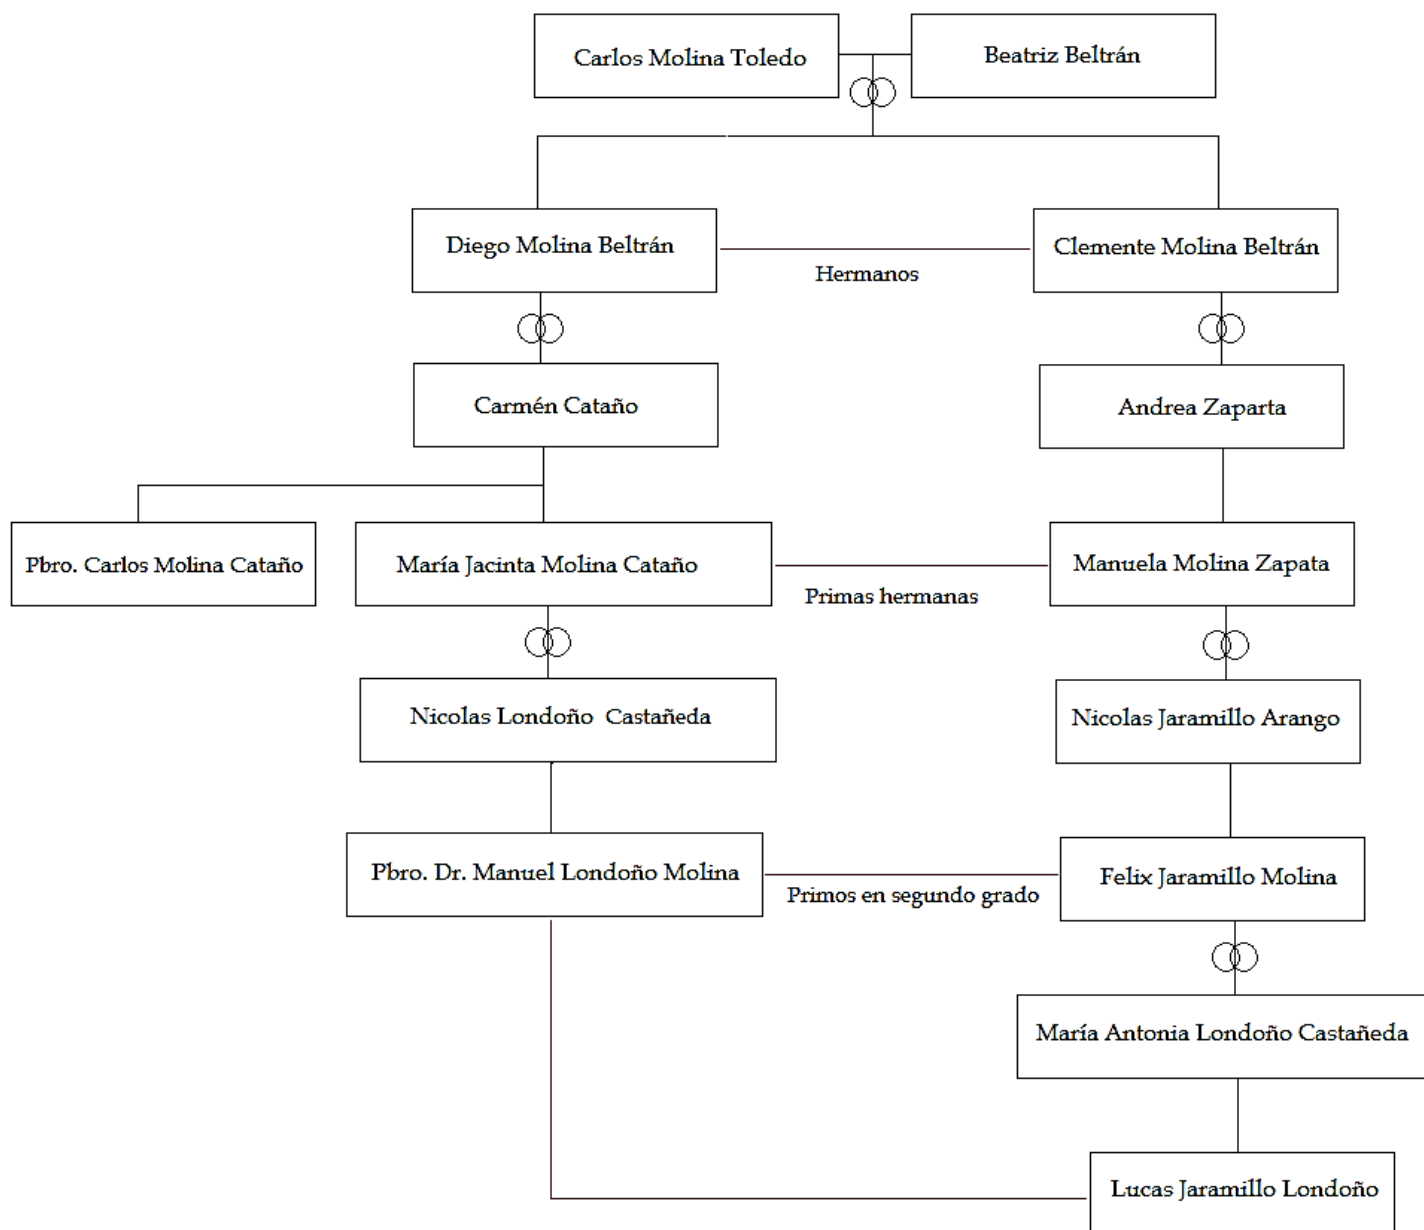 Carlos Molina Toledo
Beatriz Beltrán
Diego Molina Beltrán
Clemente Molina Beltrán
Hermanos
Carmén Cataño
Andrea Zaparta
Pbro. Carlos Molina Cataño
María Jacinta Molina Cataño
Manuela Molina Zapata
Primas hermanas
Nicolas Londoño Castañeda
Nicolas Jaramillo Arango
Pbro. Dr. Manuel Londoño Molina
Felix Jaramillo Molina
Primos en segundo grado
María Antonia Londoño Castañeda
Lucas Jaramillo Londoño